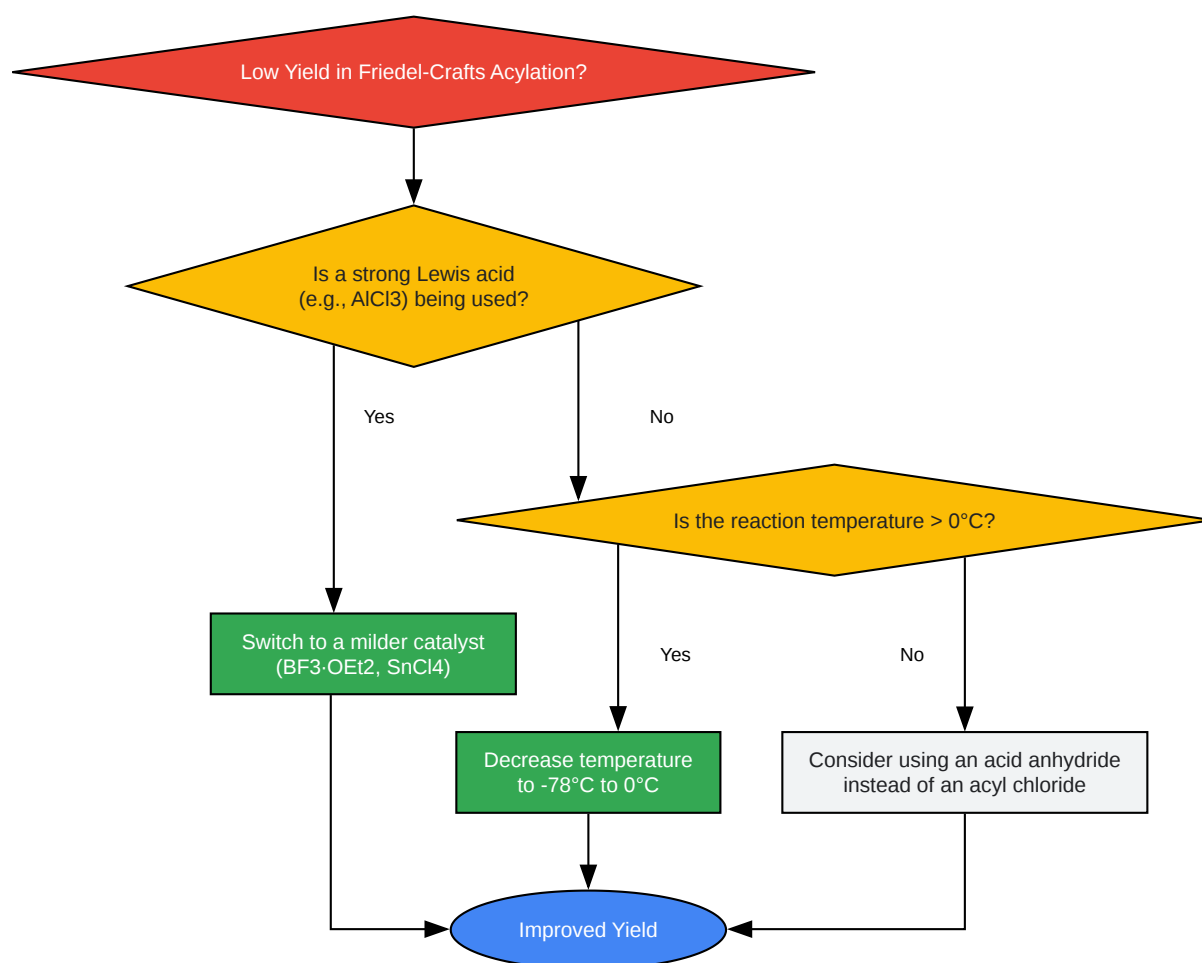 Low Yield in Friedel-Crafts Acylation?
Is a strong Lewis acid
(e.g., AlCl3) being used?
Yes
No
Is the reaction temperature > 0°C?
Switch to a milder catalyst
(BF3·OEt2, SnCl4)
Yes
No
Decrease temperature
to -78°C to 0°C
Consider using an acid anhydride
instead of an acyl chloride
Improved Yield